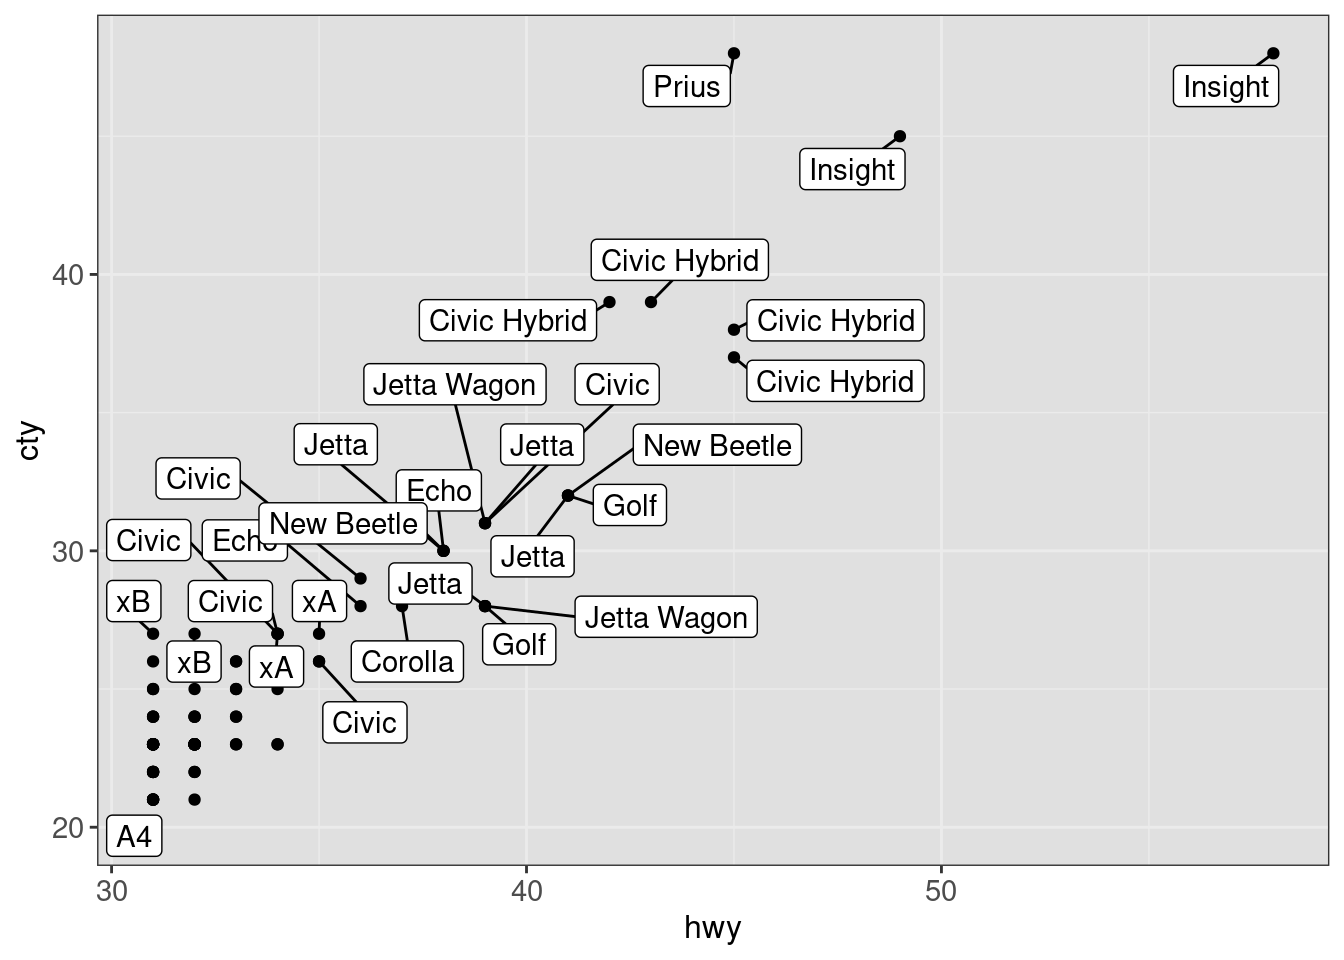 Prius
Insight
Insight
Civic Hybrid
40
Civic Hybrid
Civic Hybrid
Civic Hybrid
Jetta Wagon
Civic
cty
Jetta
Jetta
New Beetle
Civic
Echo
Golf
New Beetle
30
Civic
Echo
Jetta
Jetta
xB
Civic
xA
Jetta Wagon
Golf
xB
xA
Corolla
Civic
20
A4
30
40
50
hwy